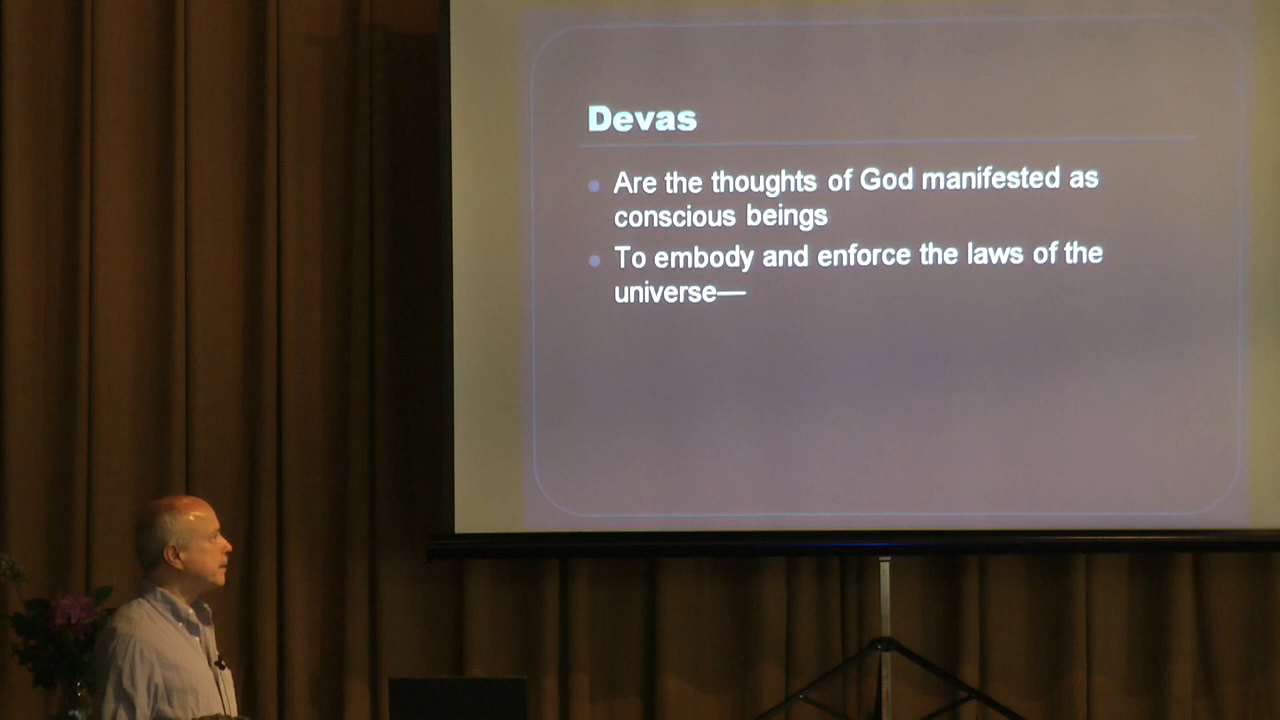 Devas
Are the thoughts of God manifested as
conscious beings
To embody and enforce the laws of the
universe—